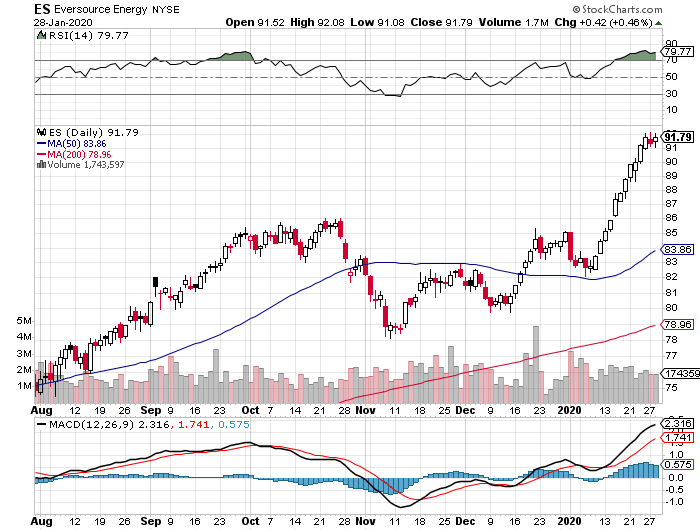 ES Eversource Energy NYSE © StockCharts.com
28-Jan-2020 Open 91.52 High 92.08 Low 91.08 Close 91.79 Volume 1.7M Chg +0.42 (+0.46%)
RSI(14) 79.77
90
79.77
70
50
30
10
ES (Daily) 91.79
MA(50) 83.86
MA(200) 78.96
Volume 1,743,597
91.79
91
90
89
88
87
86
85
84
83.86
83
82
81
80
79
78.96
78
77
76
75
5M
4M
3M
2M
1M
174359
Aug 12 19 26 Sep 9 16 23 Oct 7 14 21 28 Nov 11 18 25 Dec 9 16 23 2020 13 21 27
MACD(12,26,9) 2.316, 1.741, 0.575
2.316
1.741
1.0
0.575
0.0
-0.5
-1.0
Aug 12 19 26 Sep 9 16 23 Oct 7 14 21 28 Nov 11 18 25 Dec 9 16 23 2020 13 21 27